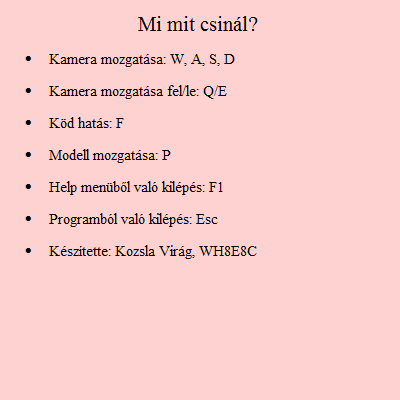 Mi mit csinál?
• Kamera mozgatása: W, A, S, D
• Kamera mozgatása fel/le: Q/E
• Köd hatás: F
• Modell mozgatása: P
• Help menüből való kilépés: F1
• Programból való kilépés: Esc
• Készítette: Kozsla Virág, WH8E8C